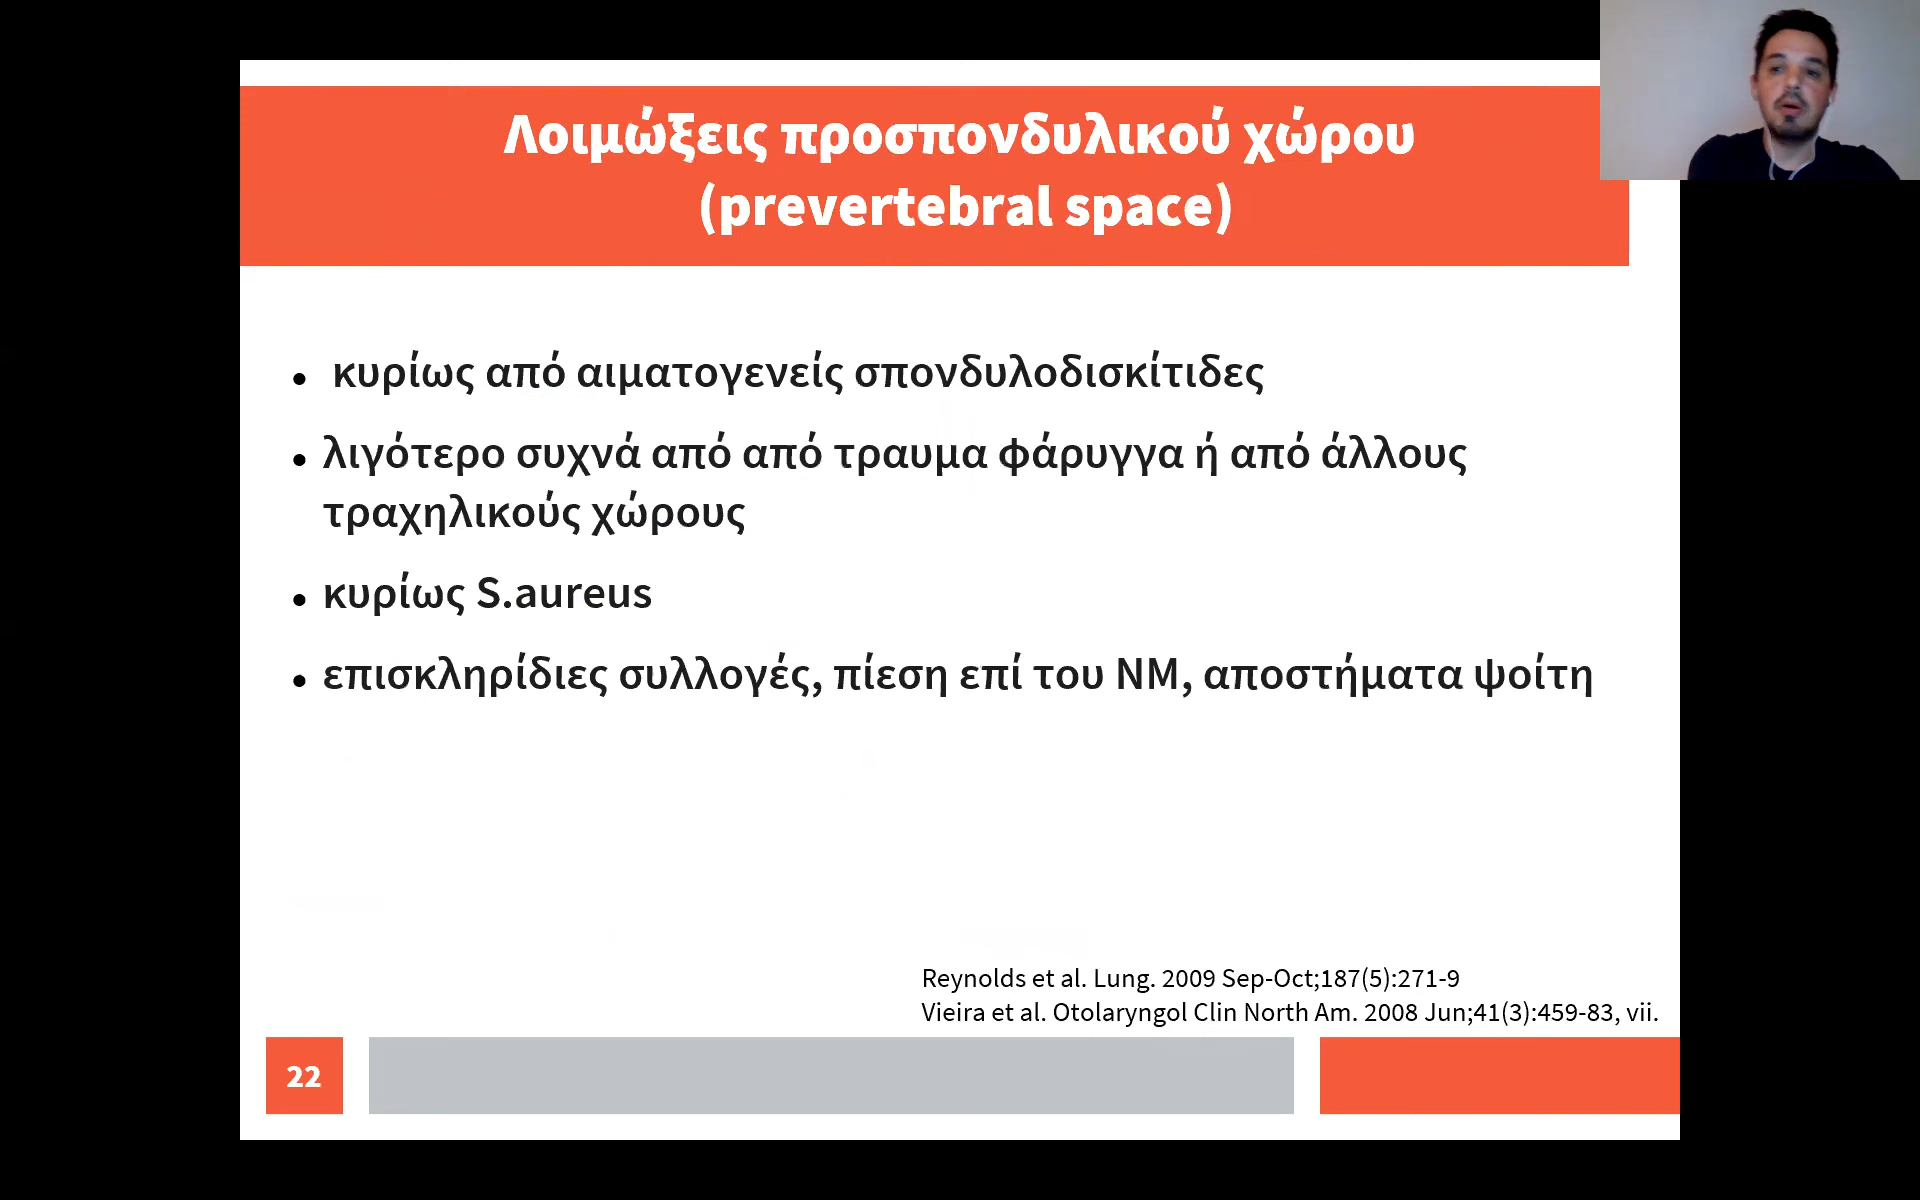 Λοιμώξεις προσπονδυλικού χώρου
(prevertebral space)
• κυρίως από αιματογενείς σπονδυλοδισκίτιδες
• λιγότερο συχνά από από τραυμα φάρυγγα ή από άλλους
τραχηλικούς χώρους
• κυρίως S.aureus
• επισκληρίδιες συλλογές, πίεση επί του ΝΜ, αποστήματα ψοίτη
Reynolds et al. Lung. 2009 Sep-Oct;187(5):271-9
Vieira et al. Otolaryngol Clin North Am. 2008 Jun;41(3):459-83, vii.
22